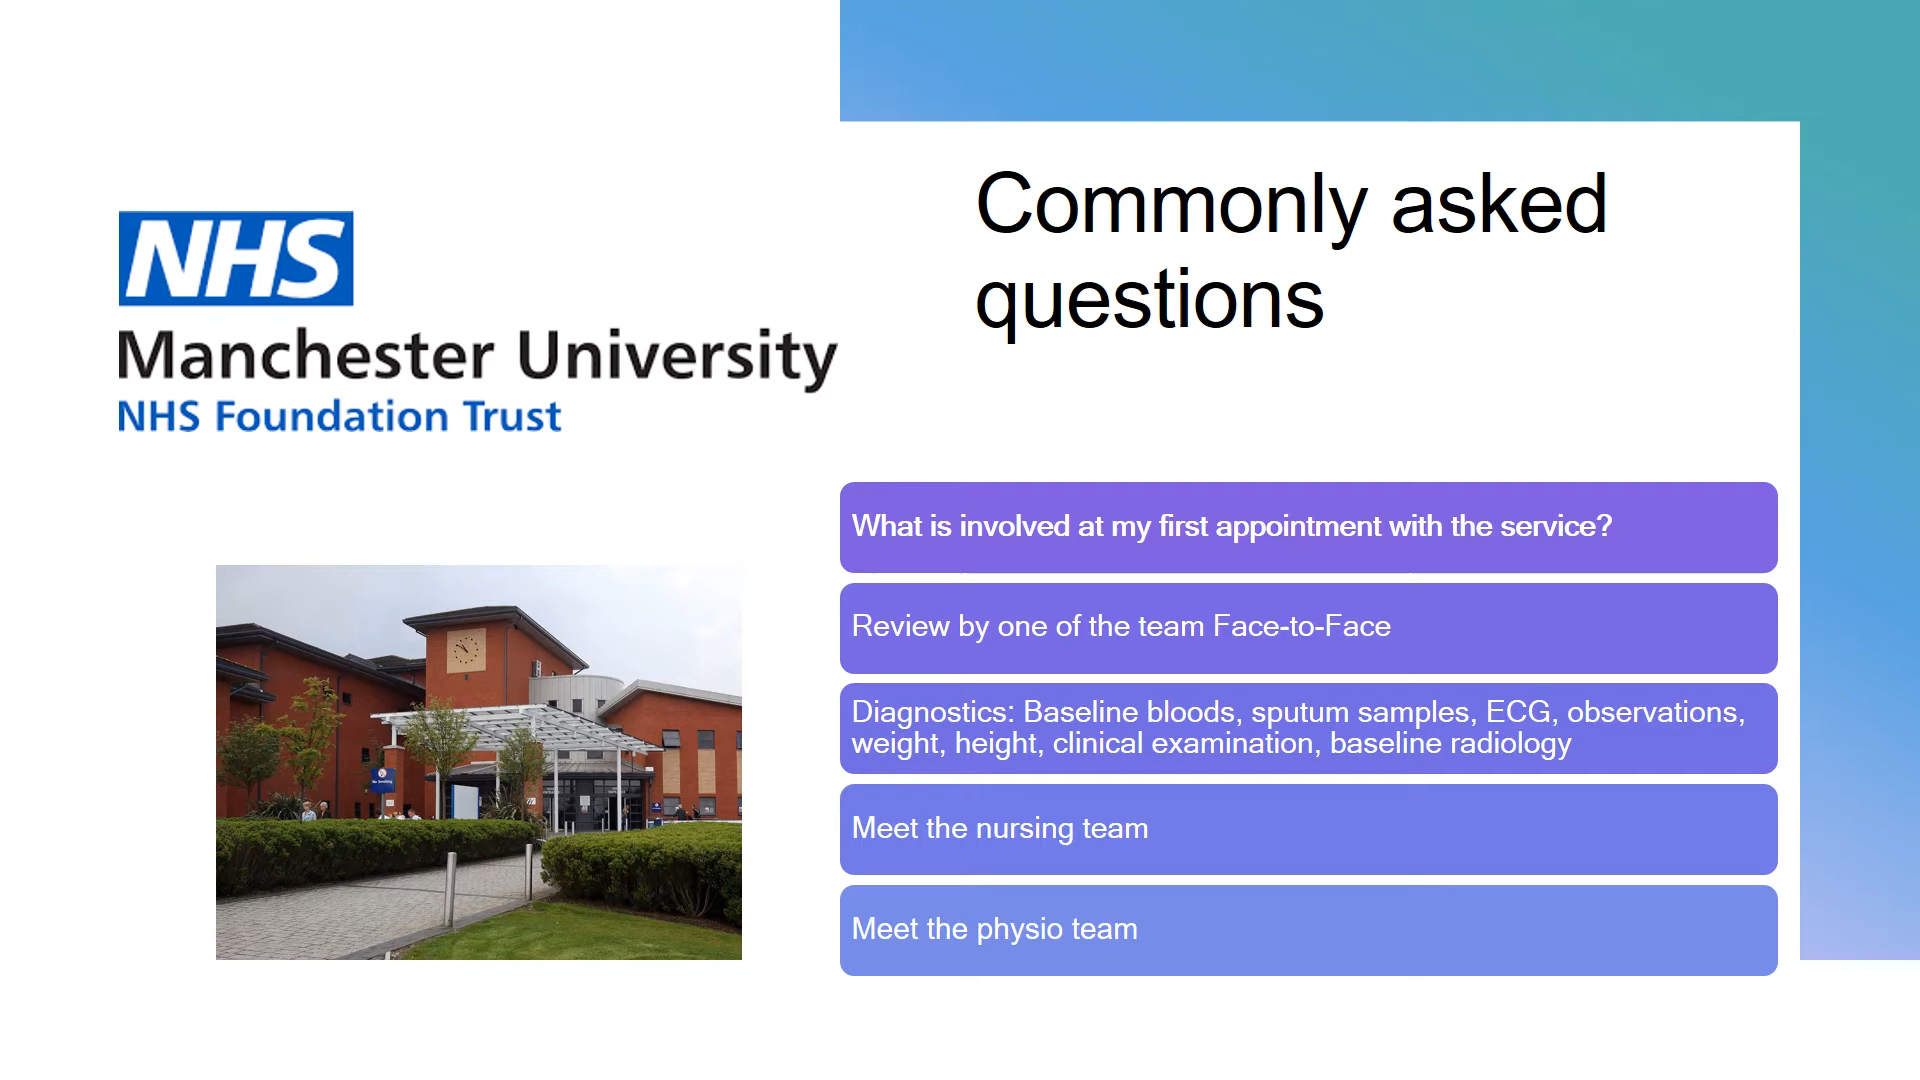 NHS
Manchester University
NHS Foundation Trust
Commonly asked
questions
What is involved at my first appointment with the service?
Review by one of the team Face-to-Face
Diagnostics: Baseline bloods, sputum samples, ECG, observations,
weight, height, clinical examination, baseline radiology
Meet the nursing team
Meet the physio team